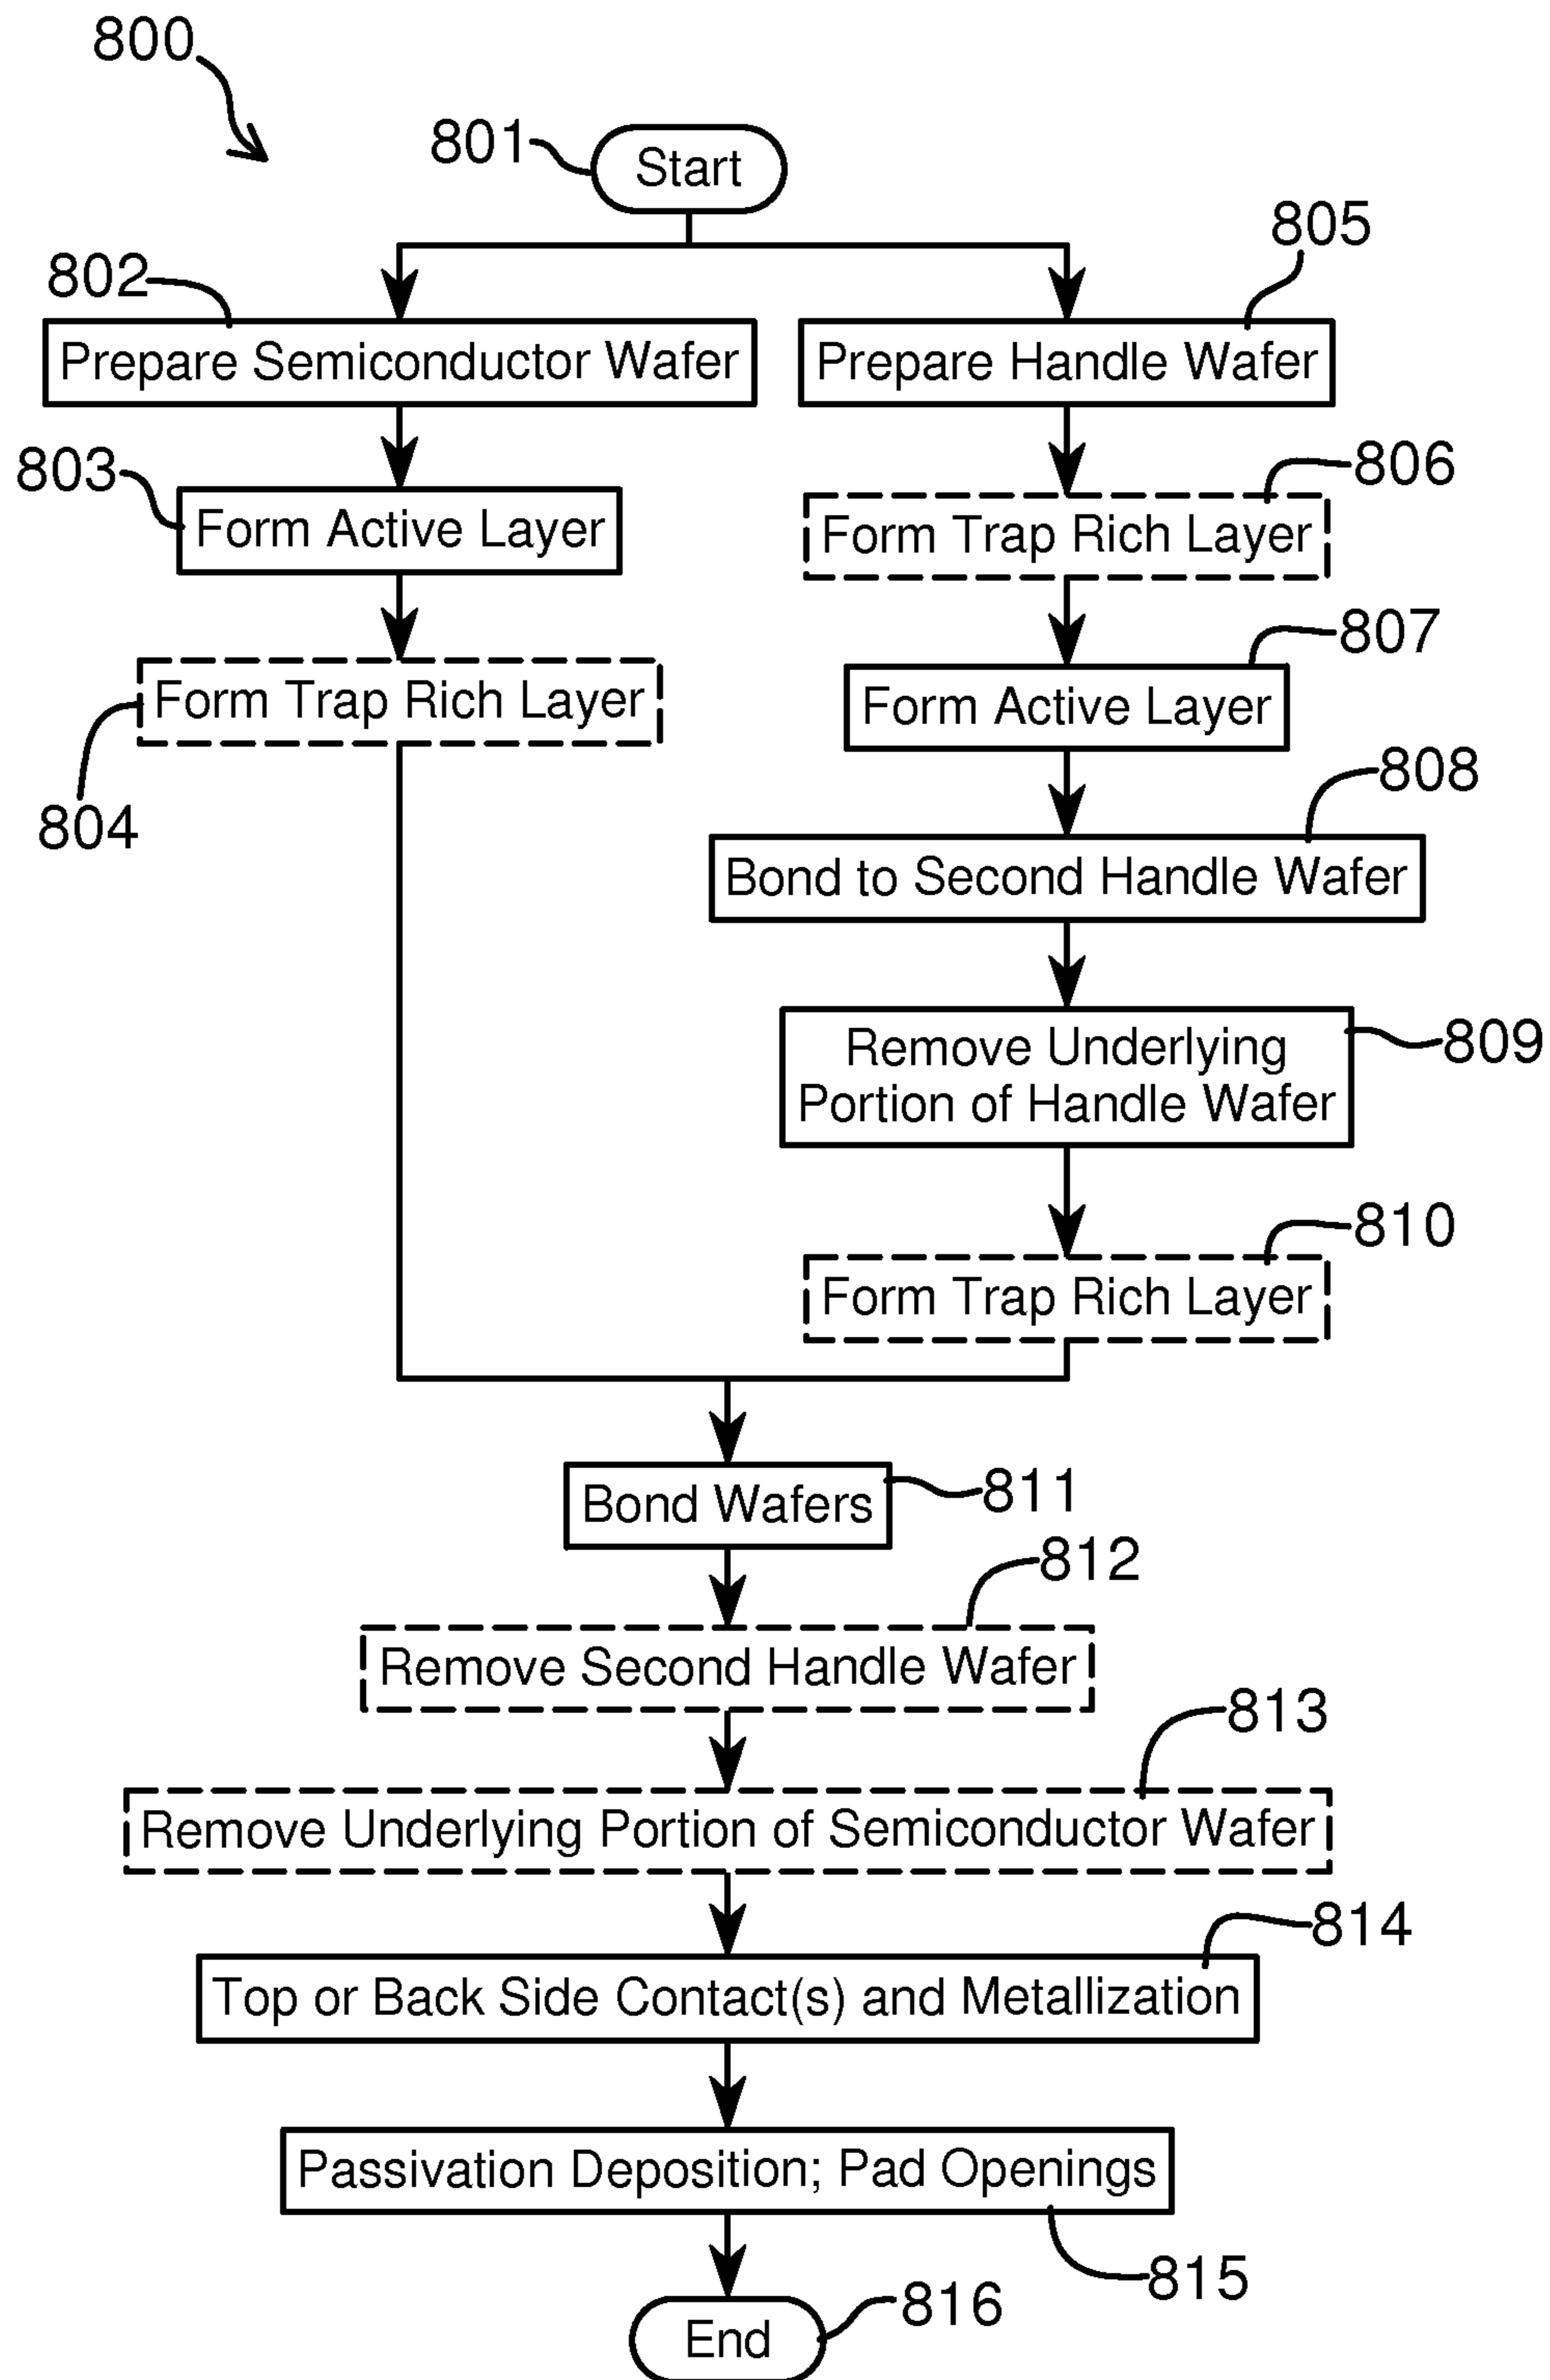 800
801
Start
805
802
Prepare Semiconductor Wafer
Prepare Handle Wafer
803
Form Active Layer
806
Form Trap Rich Layer
807
Form Trap Rich Layer
804
Form Active Layer
808
Bond to Second Handle Wafer
Remove Underlying
Portion of Handle Wafer
809
810
Form Trap Rich Layer
Bond Wafers
811
812
Remove Second Handle Wafer
813
Remove Underlying Portion of Semiconductor Wafer
814
Top or Back Side Contact(s) and Metallization
Passivation Deposition; Pad Openings
815
816
End